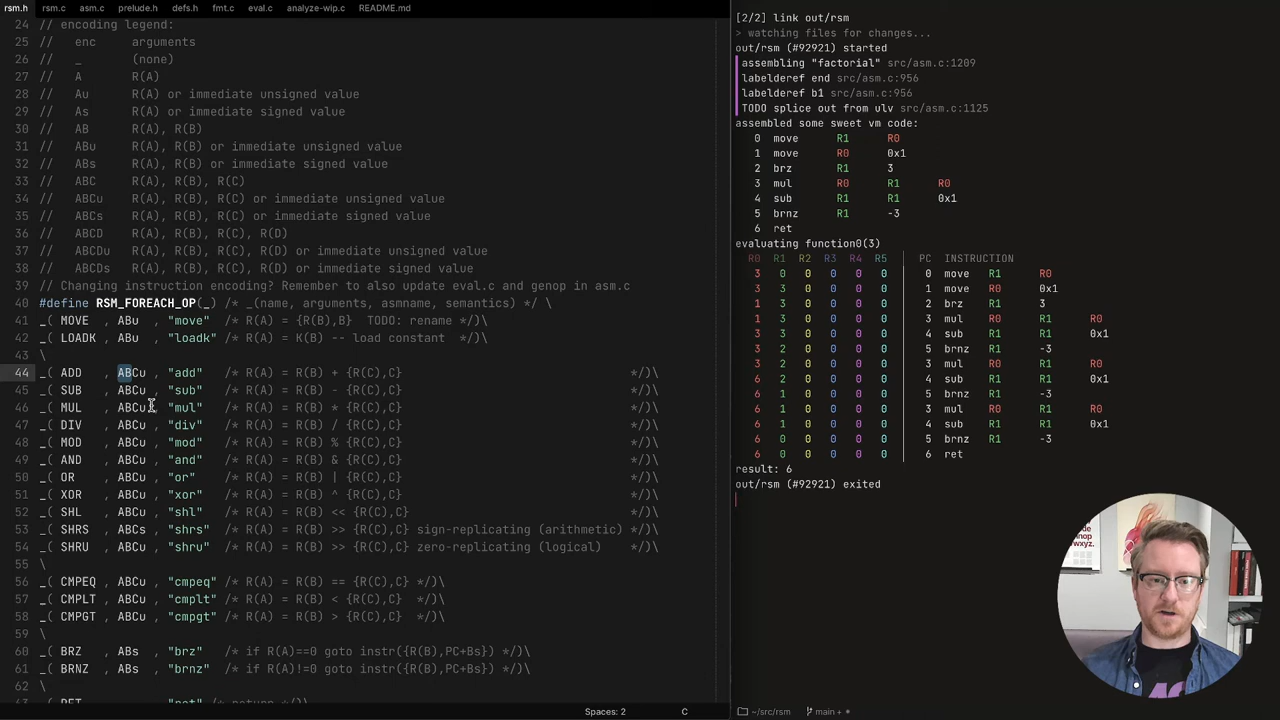 rsm.h rsm.c asm.c prelude.h defs.h fmt.c eval.c analyze-wip.c README.md
24 // encoding legend:
25 // enc arguments
26 // _ (none)
27 // A R(A)
28 // Au R(A) or immediate unsigned value
29 // As R(A) or immediate signed value
30 // AB R(A), R(B)
31 // ABu R(A), R(B) or immediate unsigned value
32 // ABs R(A), R(B) or immediate signed value
33 // ABC R(A), R(B), R(C)
34 // ABCu R(A), R(B), R(C) or immediate unsigned value
35 // ABCs R(A), R(B), R(C) or immediate signed value
36 // ABCD R(A), R(B), R(C), R(D)
37 // ABCDu R(A), R(B), R(C), R(D) or immediate unsigned value
38 // ABCDs R(A), R(B), R(C), R(D) or immediate signed value
39 // Changing instruction encoding? Remember to also update eval.c and genop in asm.c
40 #define RSM_FOREACH_OP(_) /* _(name, arguments, asmname, semantics) */ \
41 _( MOVE , ABu , "move" /* R(A) = {R(B),B} TODO: rename */)\
42 _( LOADK , ABu , "loadk" /* R(A) = K(B) -- load constant */)\
43 \
44 _( ADD , ABCu , "add" /* R(A) = R(B) + {R(C),C} */)\
45 _( SUB , ABCu , "sub" /* R(A) = R(B) - {R(C),C} */)\
46 _( MUL , ABCu , "mul" /* R(A) = R(B) * {R(C),C} */)\
47 _( DIV , ABCu , "div" /* R(A) = R(B) / {R(C),C} */)\
48 _( MOD , ABCu , "mod" /* R(A) = R(B) % {R(C),C} */)\
49 _( AND , ABCu , "and" /* R(A) = R(B) & {R(C),C} */)\
50 _( OR , ABCu , "or" /* R(A) = R(B) | {R(C),C} */)\
51 _( XOR , ABCu , "xor" /* R(A) = R(B) ^ {R(C),C} */)\
52 _( SHL , ABCu , "shl" /* R(A) = R(B) << {R(C),C} */)\
53 _( SHRS , ABCs , "shrs" /* R(A) = R(B) >> {R(C),C} sign-replicating (arithmetic) */)\
54 _( SHRU , ABCu , "shru" /* R(A) = R(B) >> {R(C),C} zero-replicating (logical) */)\
55 \
56 _( CMPEQ , ABCu , "cmpeq" /* R(A) = R(B) == {R(C),C} */)\
57 _( CMPLT , ABCu , "cmplt" /* R(A) = R(B) < {R(C),C} */)\
58 _( CMPGT , ABCu , "cmpgt" /* R(A) = R(B) > {R(C),C} */)\
59 \
60 _( BRZ , ABs , "brz" /* if R(A)==0 goto instr({R(B),PC+Bs}) */)\
61 _( BRNZ , ABs , "brnz" /* if R(A)!=0 goto instr({R(B),PC+Bs}) */)\
62 \
63 _( RET , _ , "ret" /* return */)\
Spaces: 2 C
[2/2] link out/rsm
> watching files for changes...
out/rsm (#92921) started
assembling "factorial" src/asm.c:1209
labelderef end src/asm.c:956
labelderef b1 src/asm.c:956
TODO splice out from ulv src/asm.c:1125
assembled some sweet vm code:
0 move R1 R0
1 move R0 0x1
2 brz R1 3
3 mul R0 R1 R0
4 sub R1 R1 0x1
5 brnz R1 -3
6 ret
evaluating function0(3)
R0 R1 R2 R3 R4 R5 PC INSTRUCTION
3 0 0 0 0 0 0 move R1 R0
3 3 0 0 0 0 1 move R0 0x1
1 3 0 0 0 0 2 brz R1 3
1 3 0 0 0 0 3 mul R0 R1 R0
3 3 0 0 0 0 4 sub R1 R1 0x1
3 2 0 0 0 0 5 brnz R1 -3
3 2 0 0 0 0 3 mul R0 R1 R0
6 2 0 0 0 0 4 sub R1 R1 0x1
6 1 0 0 0 0 5 brnz R1 -3
6 1 0 0 0 0 3 mul R0 R1 R0
6 1 0 0 0 0 4 sub R1 R1 0x1
6 0 0 0 0 0 5 brnz R1 -3
6 0 0 0 0 0 6 ret
result: 6
out/rsm (#92921) exited
~/src/rsm main + *